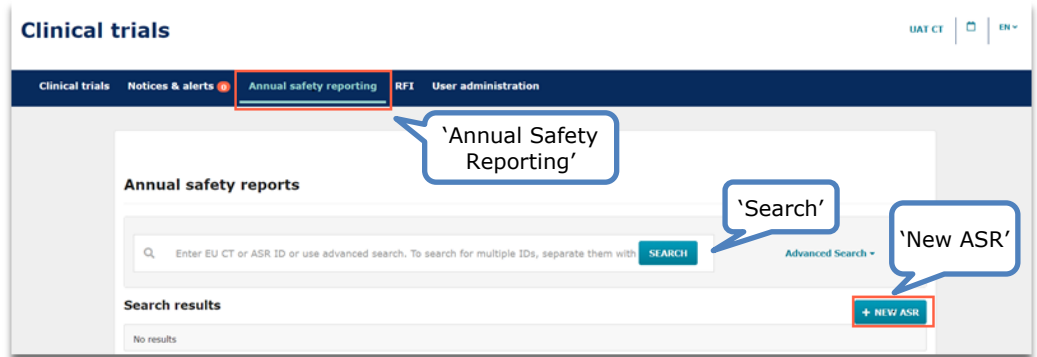 Clinical trials
UAT CT
EN
Clinical trials Notices & alerts 0 Annual safety reporting RFI User administration
‘Annual Safety
Reporting’
Annual safety reports
‘Search’
‘New ASR’
Enter EU CT or ASR ID or use advanced search. To search for multiple IDs, separate them with
SEARCH
Advanced Search
Search results
+ NEW ASR
No results